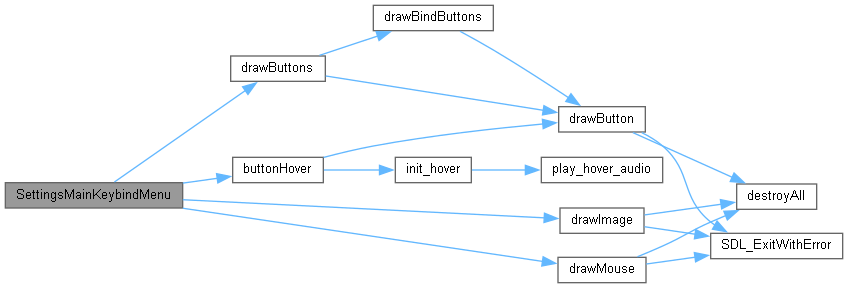 drawBindButtons
drawButtons
drawButton
buttonHover
init_hover
play_hover_audio
SettingsMainKeybindMenu
destroyAll
drawImage
SDL_ExitWithError
drawMouse